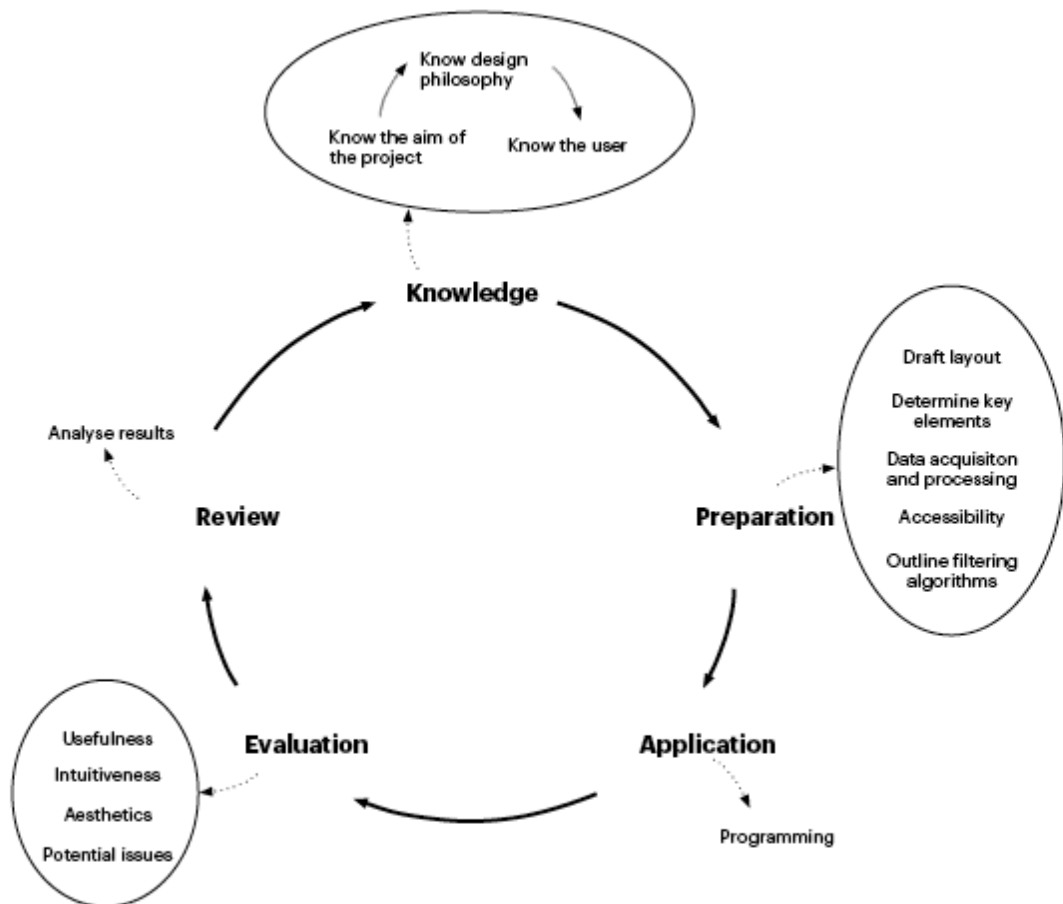 Know design
philosophy
Know the aim of
the project
Know the user
Knowledge
Draft layout
Determine key
elements
Data acquisiton
and processing
Accessibility
Outline filtering
algorithms
Analyse results
Review
Preparation
Evaluation
Application
Usefulness
Intuitiveness
Aesthetics
Potential issues
Programming